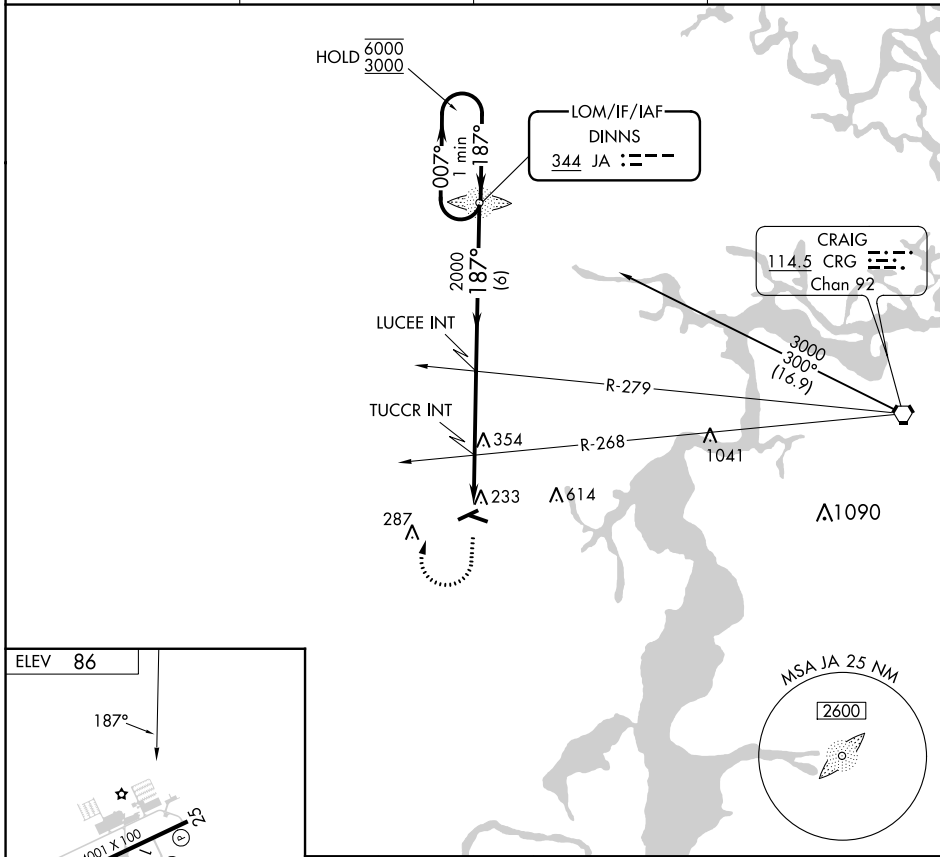 HOLD 6000
3000
LOM/IF/IAF
DINNS
344 JA
007°
1 min
187°
CRAIG
114.5 CRG
Chan 92
2000
187°
(6)
LUCEE INT
3000
300°
(16.9)
R-279
TUCCR INT
354
R-268
1041
233
614
287
1090
ELEV 86
187°
MSA JA 25 NM
2600
25
P
4001 X 100